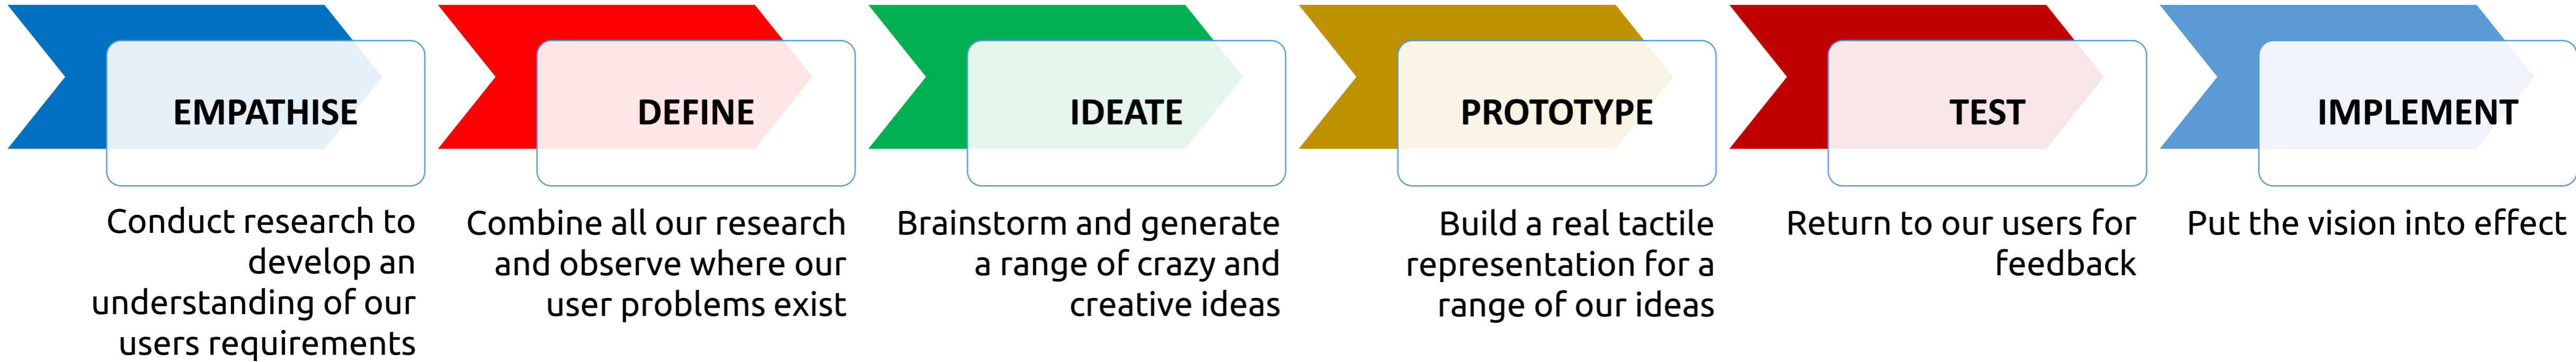 EMPATHISE
Conduct research to
develop an
understanding of our
users requirements
DEFINE
Combine all our research
and observe where our
user problems exist
IDEATE
Brainstorm and generate
a range of crazy and
creative ideas
PROTOTYPE
Build a real tactile
representation for a
range of our ideas
TEST
Return to our users for
feedback
IMPLEMENT
Put the vision into effect